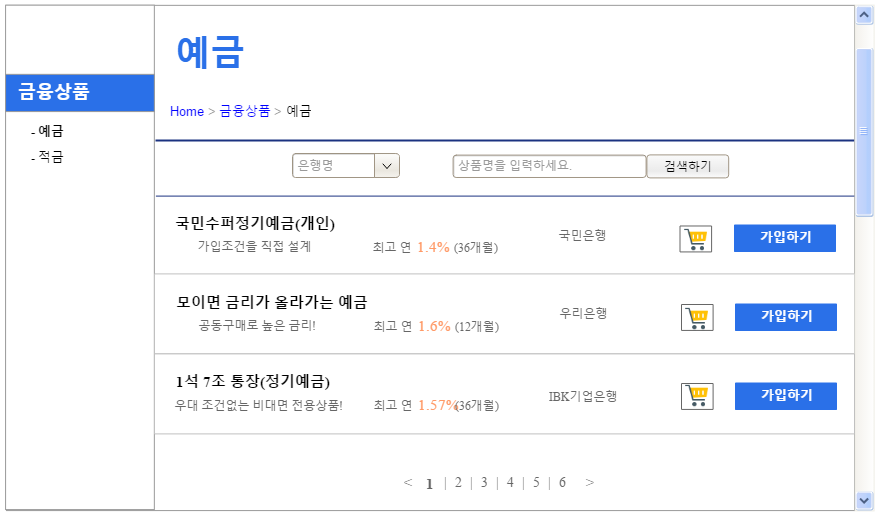 예금
금융상품
Home > 금융상품 > 예금
- 예금
- 적금
은행명 상품명을 입력하세요. 검색하기
국민수퍼정기예금(개인)
가입조건을 직접 설계 최고 연 1.4% (36개월) 국민은행 가입하기
모이면 금리가 올라가는 예금
공동구매로 높은 금리! 최고 연 1.6% (12개월) 우리은행 가입하기
1석 7조 통장(정기예금)
우대 조건없는 비대면 전용상품! 최고 연 1.57%(36개월) IBK기업은행 가입하기
< 1 | 2 | 3 | 4 | 5 | 6 >